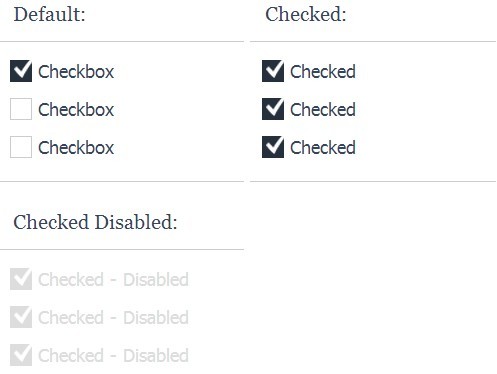 Default:
Checkbox
Checkbox
Checkbox
Checked:
Checked
Checked
Checked
Checked Disabled:
Checked - Disabled
Checked - Disabled
Checked - Disabled